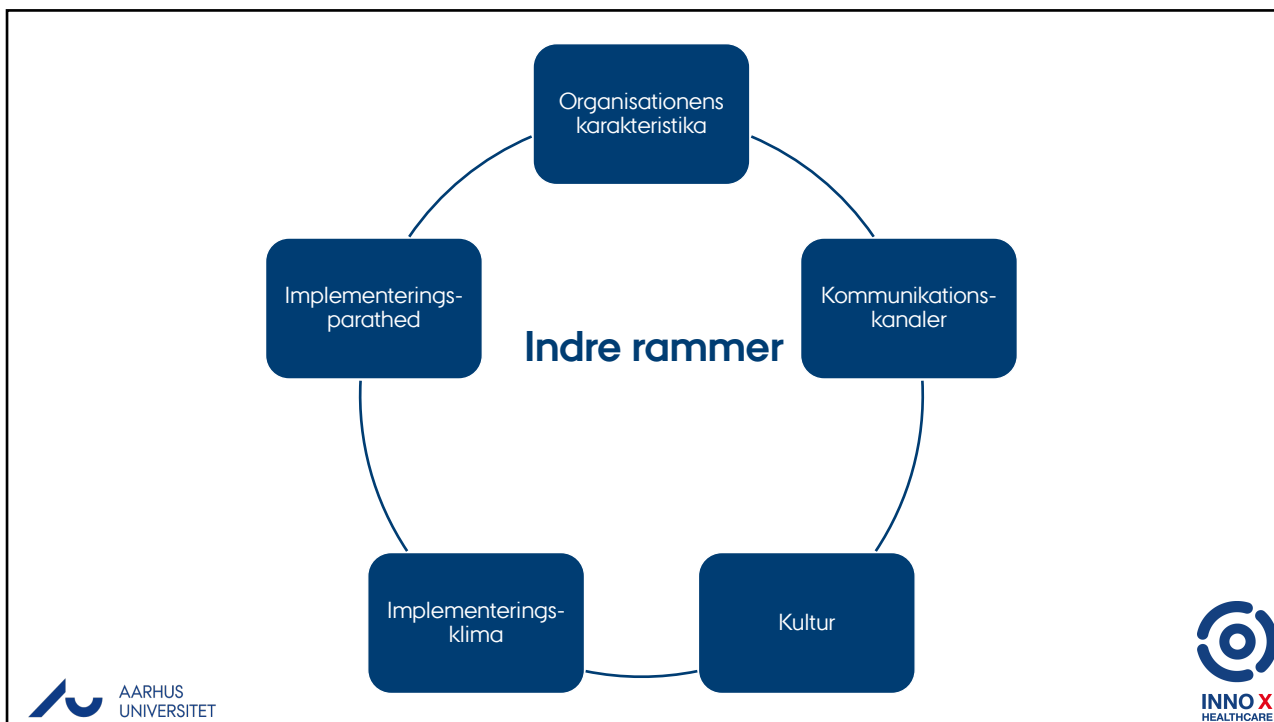 Organisationens
karakteristika
Implementerings-
parathed
Kommunikations-
kanaler
Indre rammer
Implementerings-
klima
Kultur
AARHUS
UNIVERSITET
INNO X
HEALTHCARE